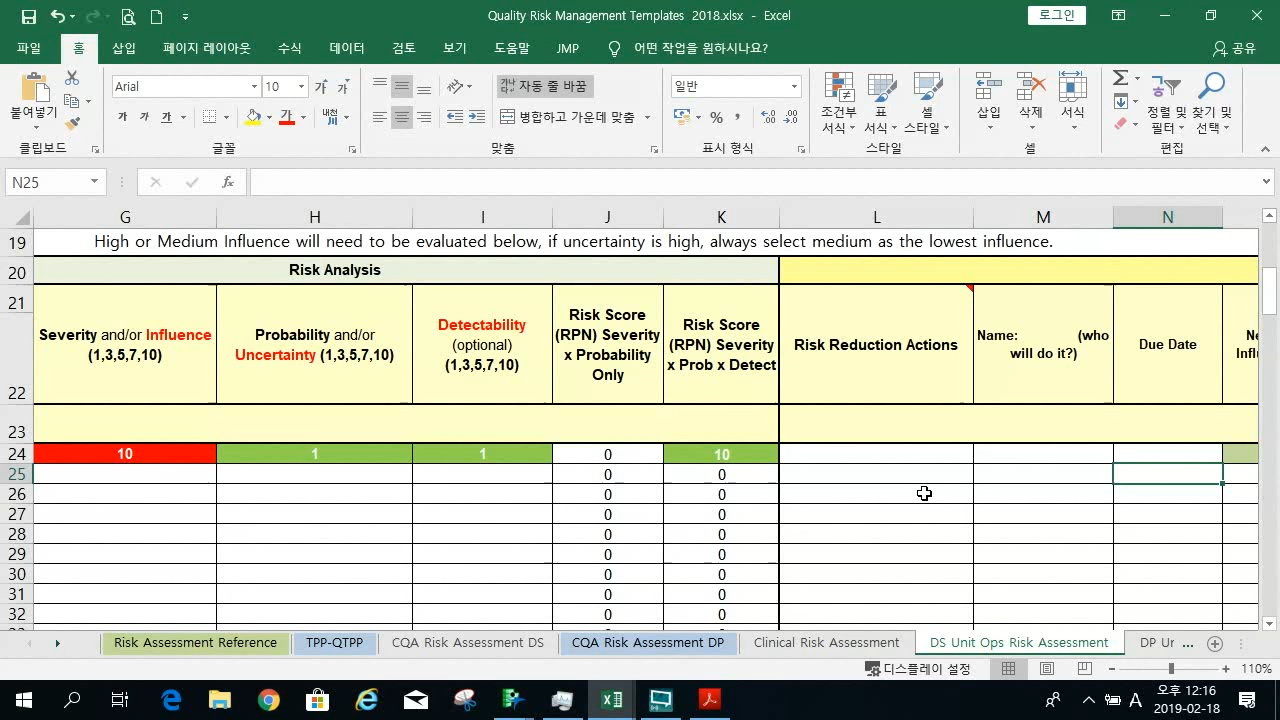 Quality Risk Management Templates 2018.xlsx - Excel
로그인
파일
홈
삽입
페이지 레이아웃
수식
데이터
검토
보기
도움말
JMP
어떤 작업을 원하시나요?
공유
붙여넣기
클립보드
Arial
10
가 가
가 가 가
가
내천
글꼴
자동 줄 바꿈
병합하고 가운데 맞춤
맞춤
일반
%
표시 형식
조건부 서식
표 서식
셀 스타일
스타일
삽입
삭제
서식
셀
정렬 및 필터
찾기 및 선택
편집
N25
fx
G H I J K L M N
19 High or Medium Influence will need to be evaluated below, if uncertainty is high, always select medium as the lowest influence.
20 Risk Analysis
21
22
Severity and/or Influence
(1,3,5,7,10)
Probability and/or
Uncertainty (1,3,5,7,10)
Detectability
(optional)
(1,3,5,7,10)
Risk Score
(RPN) Severity
x Probability
Only
Risk Score
(RPN) Severity
x Prob x Detect
Risk Reduction Actions
Name: (who
will do it?)
Due Date
23
24 10 1 1 0 10
25 0 0
26 0 0
27 0 0
28 0 0
29 0 0
30 0 0
31 0 0
32 0 0
Risk Assessment Reference
TPP-QTPP
CQA Risk Assessment DS
CQA Risk Assessment DP
Clinical Risk Assessment
DS Unit Ops Risk Assessment
DP Ur ...
디스플레이 설정
110%
A
오후 12:16
2019-02-18